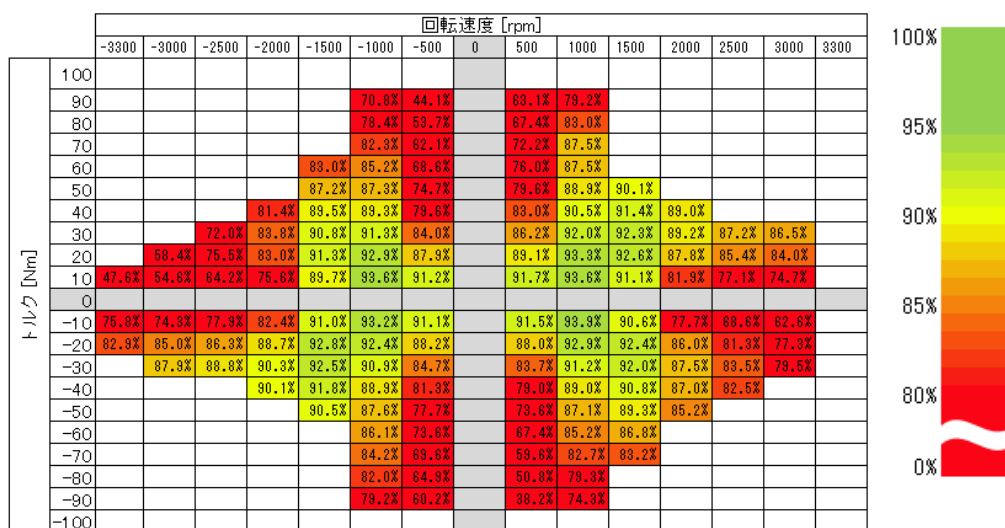 回転速度 [rpm]
-3300 -3000 -2500 -2000 -1500 -1000 -500 0 500 1000 1500 2000 2500 3000 3300
トルク [Nm]
100
90 70.8% 44.1% 63.1% 79.2%
80 78.4% 53.7% 67.4% 83.0%
70 82.3% 62.1% 72.2% 87.5%
60 83.0% 85.2% 68.6% 76.0% 87.5%
50 87.2% 87.3% 74.7% 79.6% 88.9% 90.1%
40 81.4% 89.5% 89.3% 79.6% 83.0% 90.5% 91.4% 89.0%
30 72.0% 83.8% 90.8% 91.3% 84.0% 86.2% 92.0% 92.3% 89.2% 87.2% 86.5%
20 58.4% 75.5% 83.0% 91.3% 92.9% 87.9% 89.1% 93.3% 92.6% 87.8% 85.4% 84.0%
10 47.6% 54.6% 64.2% 75.6% 89.7% 93.6% 91.2% 91.7% 93.6% 91.1% 81.9% 77.1% 74.7%
0
-10 75.8% 74.3% 77.9% 82.4% 91.0% 93.2% 91.1% 91.5% 93.9% 90.6% 77.7% 68.6% 62.6%
-20 82.9% 85.0% 86.3% 88.7% 92.8% 92.4% 88.2% 88.0% 92.9% 92.4% 86.0% 81.3% 77.3%
-30 87.9% 88.8% 90.3% 92.5% 90.9% 84.7% 83.7% 91.2% 92.0% 87.5% 83.5% 79.5%
-40 90.1% 91.8% 88.9% 81.3% 79.0% 89.0% 90.8% 87.0% 82.5%
-50 90.5% 87.6% 77.7% 73.6% 87.1% 89.3% 85.2%
-60 86.1% 73.6% 67.4% 85.2% 86.8%
-70 84.2% 69.6% 59.6% 82.7% 83.2%
-80 82.0% 64.9% 50.8% 79.3%
-90 79.2% 60.2% 38.2% 74.3%
-100
100%
95%
90%
85%
80%
0%